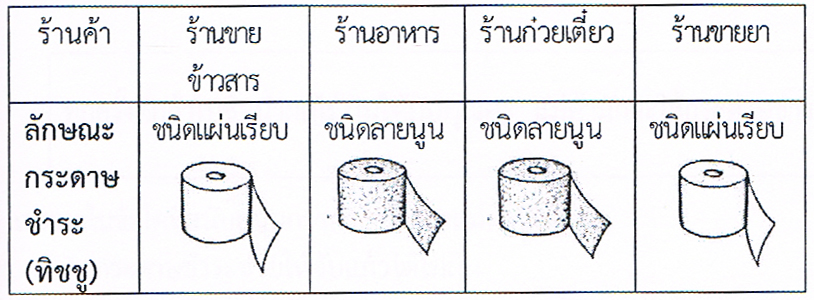 ร้านค้า ร้านขาย ร้านอาหาร ร้านก๋วยเตี๋ยว ร้านขายยา
ข้าวสาร
ลักษณะ ชนิดแผ่นเรียบ ชนิดลายนูน ชนิดลายนูน ชนิดแผ่นเรียบ
กระดาษ
ชำระ
(ทิชชู)